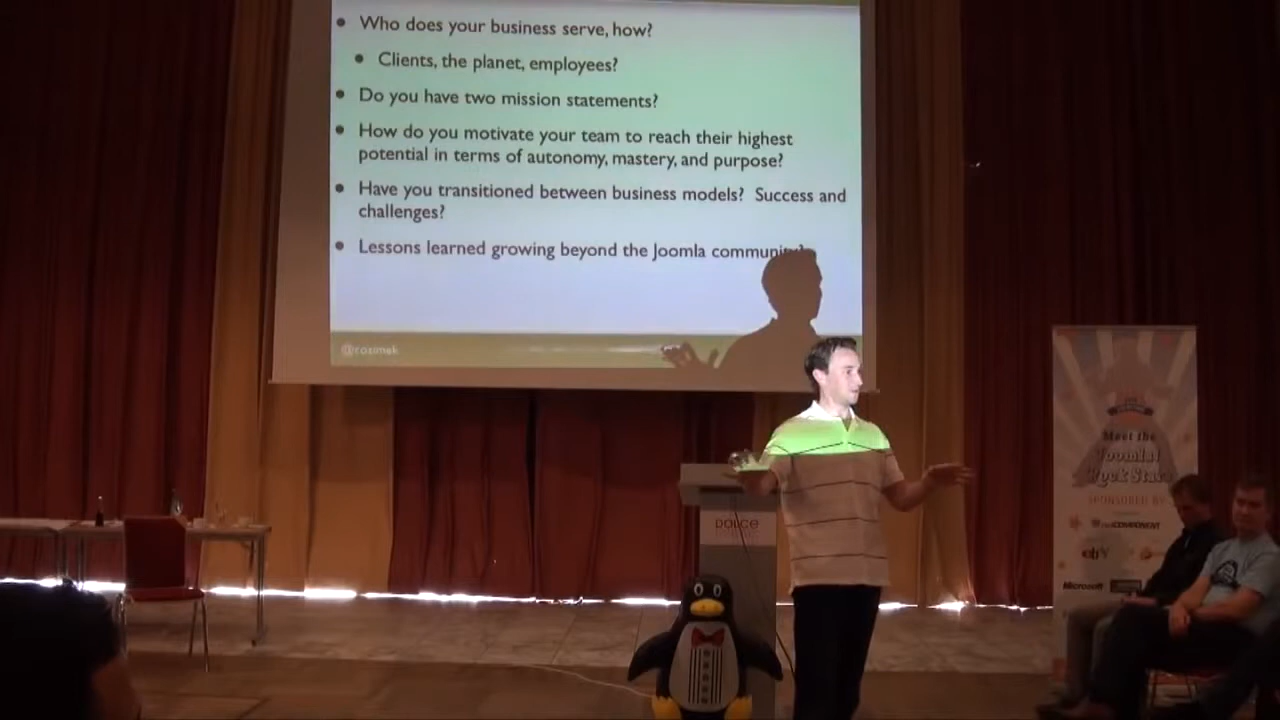 Who does your business serve, how?
Clients, the planet, employees?
Do you have two mission statements?
How do you motivate your team to reach their highest
potential in terms of autonomy, mastery, and purpose?
Have you transitioned between business models? Success and
challenges?
Lessons learned growing beyond the Joomla community?
dolce
Meet the
Joomla!
Rock Stars
SPONSORED BY
ebY
Microsoft